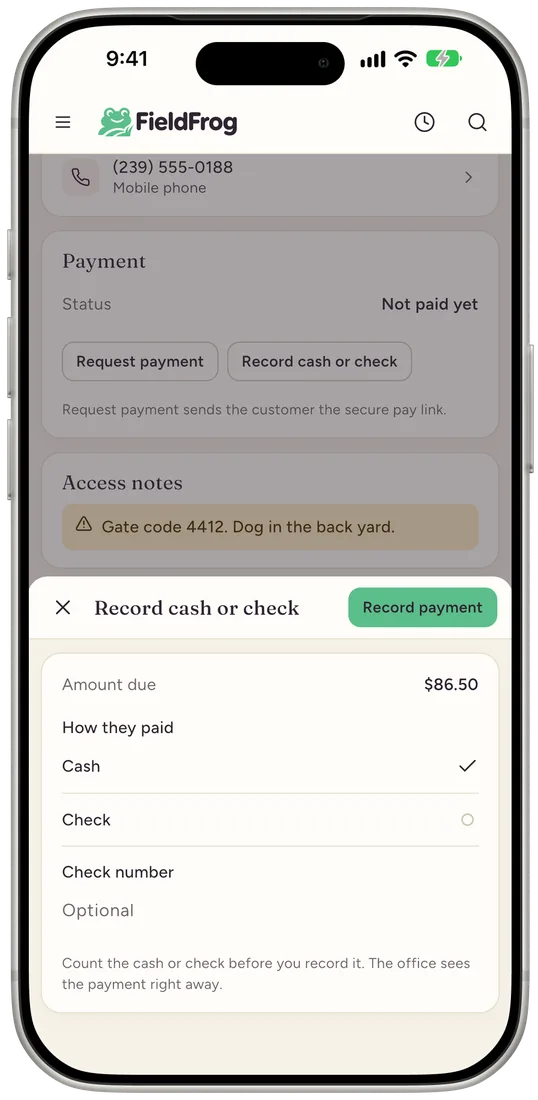 9:41
FieldFrog
(239) 555-0188
Mobile phone
Payment
Status Not paid yet
Request payment Record cash or check
Request payment sends the customer the secure pay link.
Access notes
Gate code 4412. Dog in the back yard.
Record cash or check Record payment
Amount due $86.50
How they paid
Cash
Check
Check number
Optional
Count the cash or check before you record it. The office sees
the payment right away.